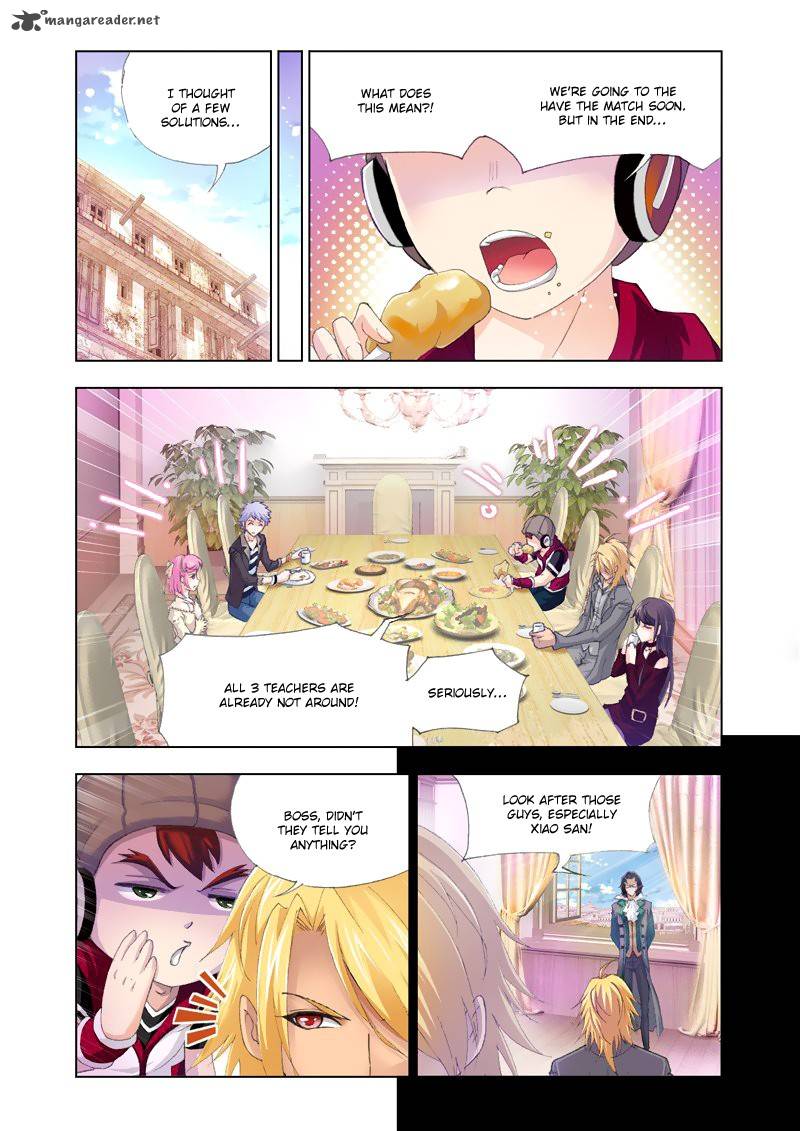 mangareader.net
I THOUGHT
OF A FEW
SOLUTIONS...
WHAT DOES
THIS MEAN?!
WE'RE GOING TO THE
HAVE THE MATCH SOON.
BUT IN THE END...
ALL 3 TEACHERS ARE
ALREADY NOT AROUND!
SERIOUSLY...
BOSS, DIDN'T
THEY TELL YOU
ANYTHING?
LOOK AFTER THOSE
GUYS, ESPECIALLY
XIAO SAN!